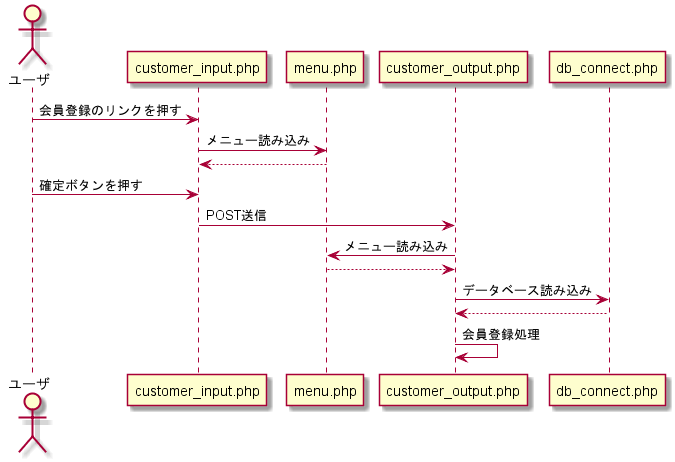 ユーザ
customer_input.php
menu.php
customer_output.php
db_connect.php
会員登録のリンクを押す
メニュー読み込み
確定ボタンを押す
POST送信
メニュー読み込み
データベース読み込み
会員登録処理
ユーザ
customer_input.php
menu.php
customer_output.php
db_connect.php